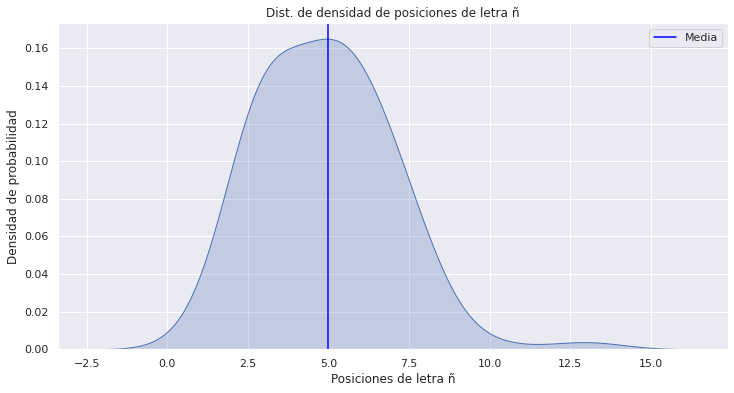 Dist. de densidad de posiciones de letra ñ
Media
0.16
0.14
0.12
0.10
0.08
0.06
0.04
0.02
0.00
Densidad de probabilidad
−2.5 0.0 2.5 5.0 7.5 10.0 12.5 15.0
Posiciones de letra ñ